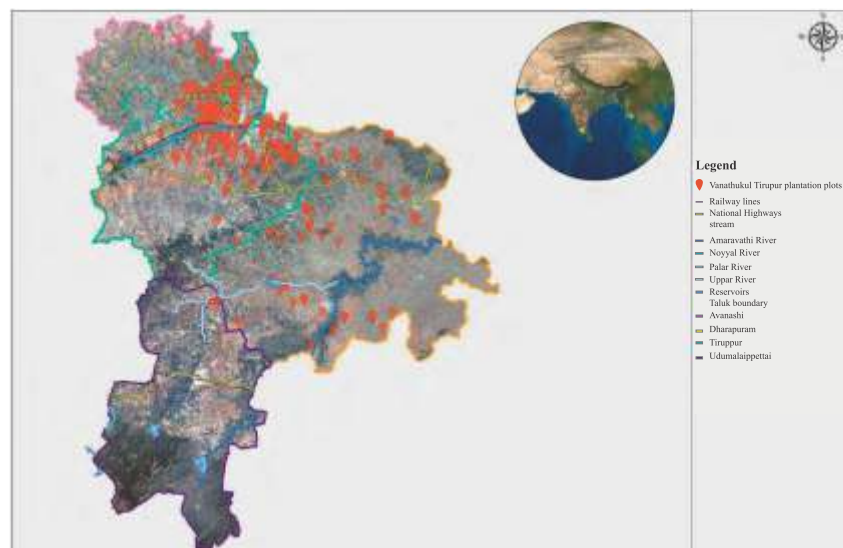 Legend
Vanathukul Tirupur plantation plots
Railway lines
National Highways
stream
Amaravathi River
Noyyal River
Palar River
Uppar River
Reservoirs
Taluk boundary
Avanashi
Dharapuram
Tiruppur
Udumalaippettai